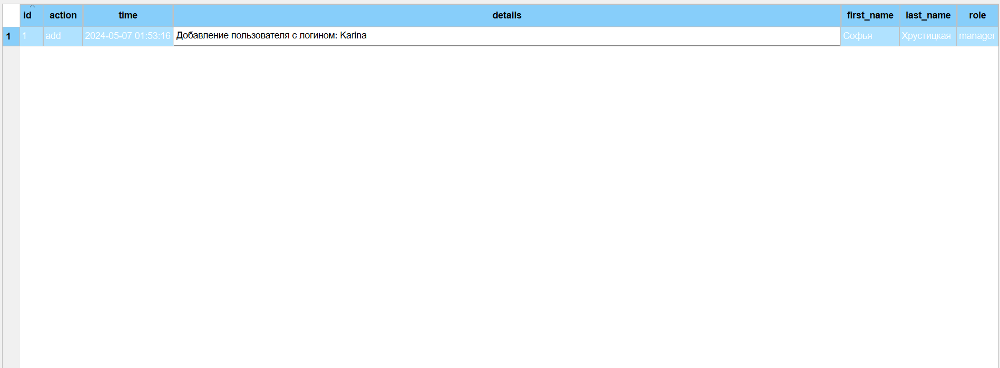 id action time details first_name last_name role
1 1 add 2024-05-07 01:53:16 Добавление пользователя с логином: Karina Софья Хрустицкая manager